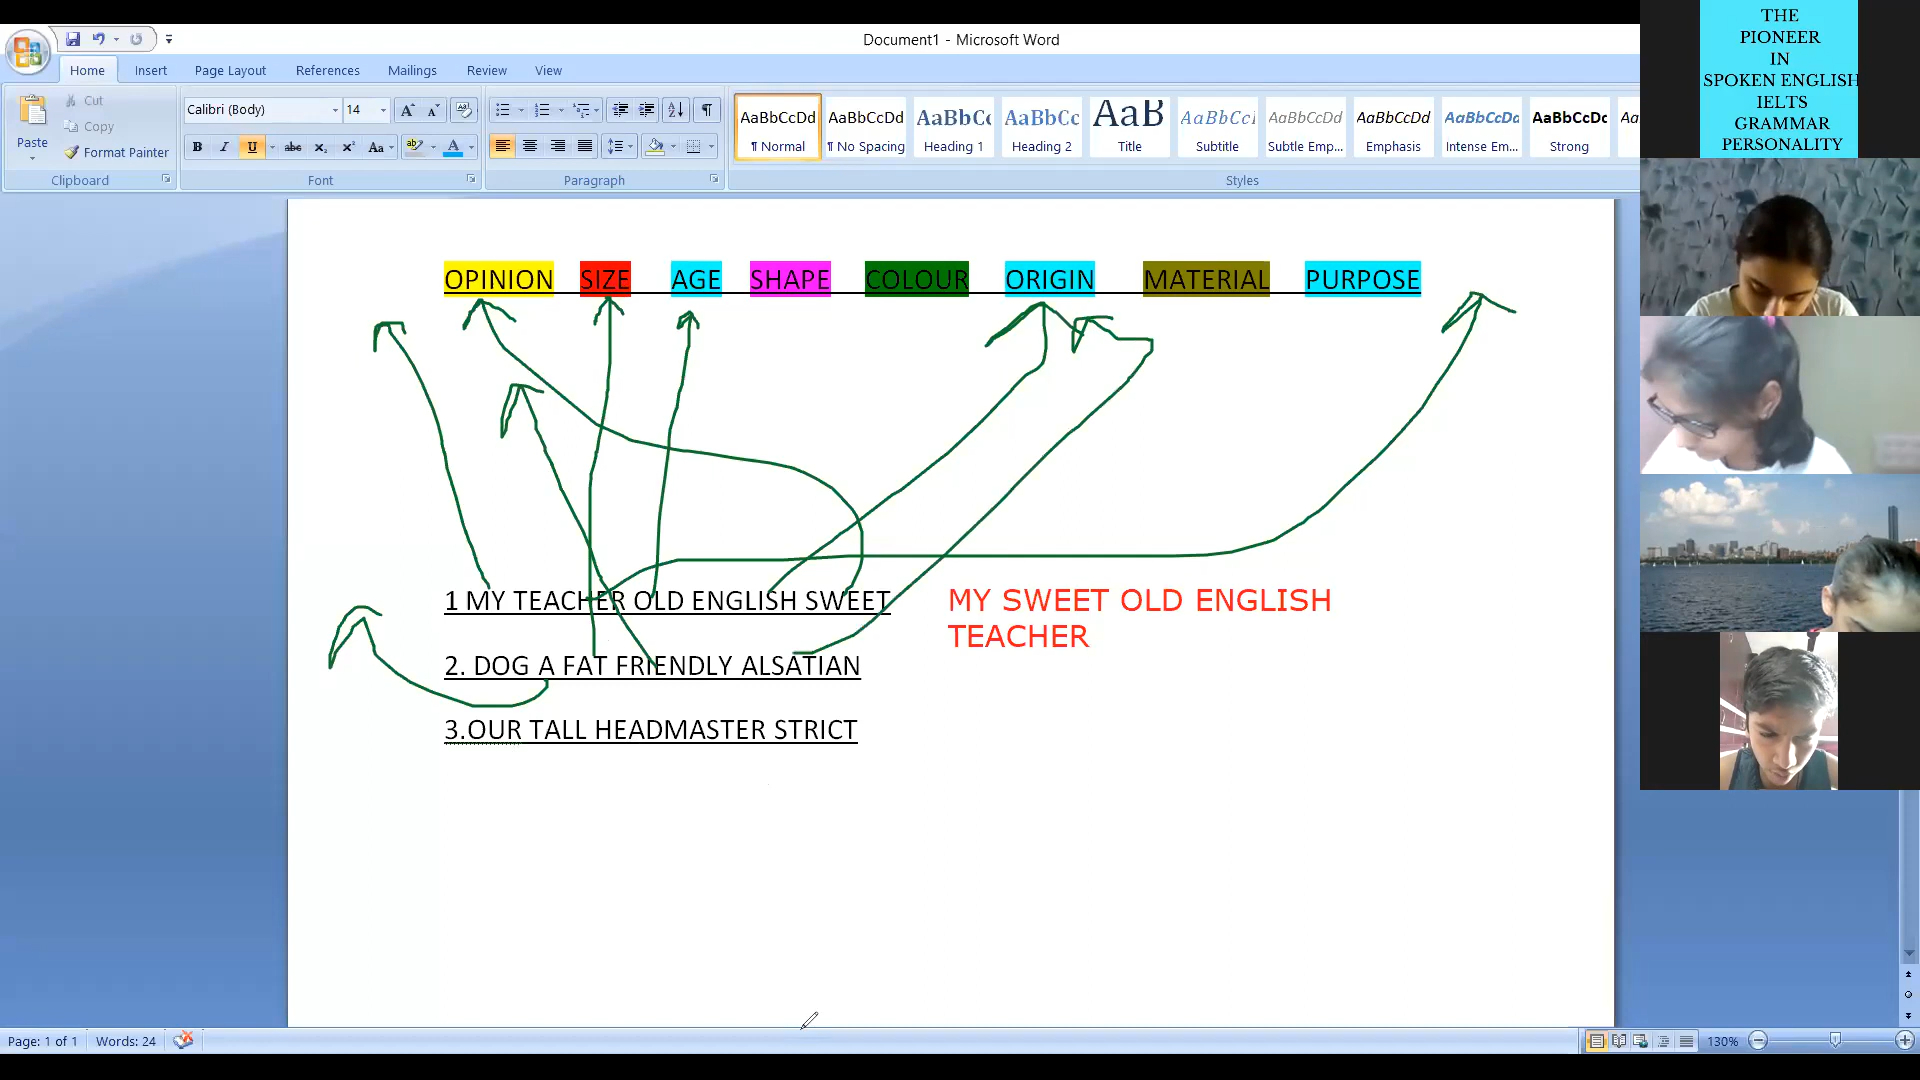 Document1 - Microsoft Word
Home Insert Page Layout References Mailings Review View
Cut
Copy
Paste
Format Painter
Clipboard
Calibri (Body) 14
Font
Paragraph
AaBbCcDd AaBbCcDd AaBbCc AaBbCc AaB AaBbCcI AaBbCcDd AaBbCcDd AaBbCcDd AaBbCcDc
¶ Normal ¶ No Spacing Heading 1 Heading 2 Title Subtitle Subtle Emp... Emphasis Intense Em... Strong
Styles
THE
PIONEER
IN
SPOKEN ENGLISH
IELTS
GRAMMAR
PERSONALITY
OPINION SIZE AGE SHAPE COLOUR ORIGIN MATERIAL PURPOSE
1 MY TEACHER OLD ENGLISH SWEET
MY SWEET OLD ENGLISH
TEACHER
2. DOG A FAT FRIENDLY ALSATIAN
3.OUR TALL HEADMASTER STRICT
Page: 1 of 1 Words: 24
130%